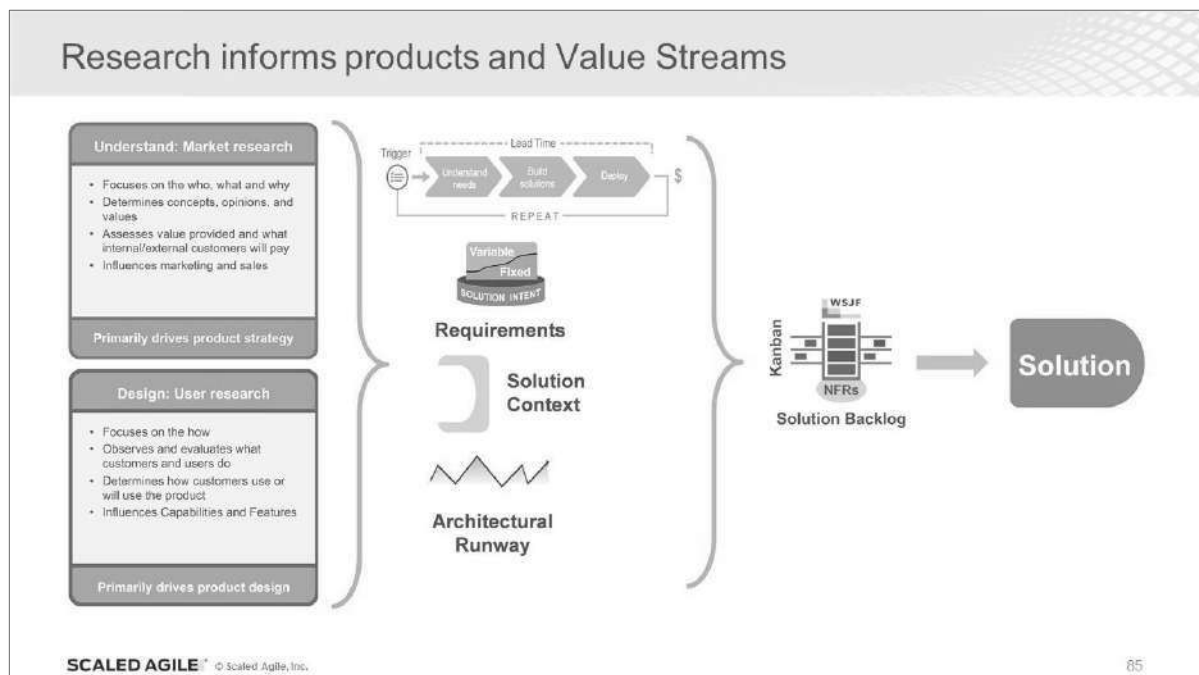 Research informs products and Value Streams
Understand: Market research
• Focuses on the who, what and why
• Determines concepts, opinions, and
values
• Assesses value provided and what
internal/external customers will pay
• Influences marketing and sales
Primarily drives product strategy
Design: User research
• Focuses on the how
• Observes and evaluates what
customers and users do
• Determines how customers use or
will use the product
• Influences Capabilities and Features
Primarily drives product design
Lead Time
Trigger
Understand
needs
Build
solutions
Deploy
$
REPEAT
Variable
Fixed
SOLUTION INTENT
Requirements
Solution
Context
Architectural
Runway
WSJF
Kanban
NFRs
Solution Backlog
Solution
SCALED AGILE © Scaled Agile, Inc.
85